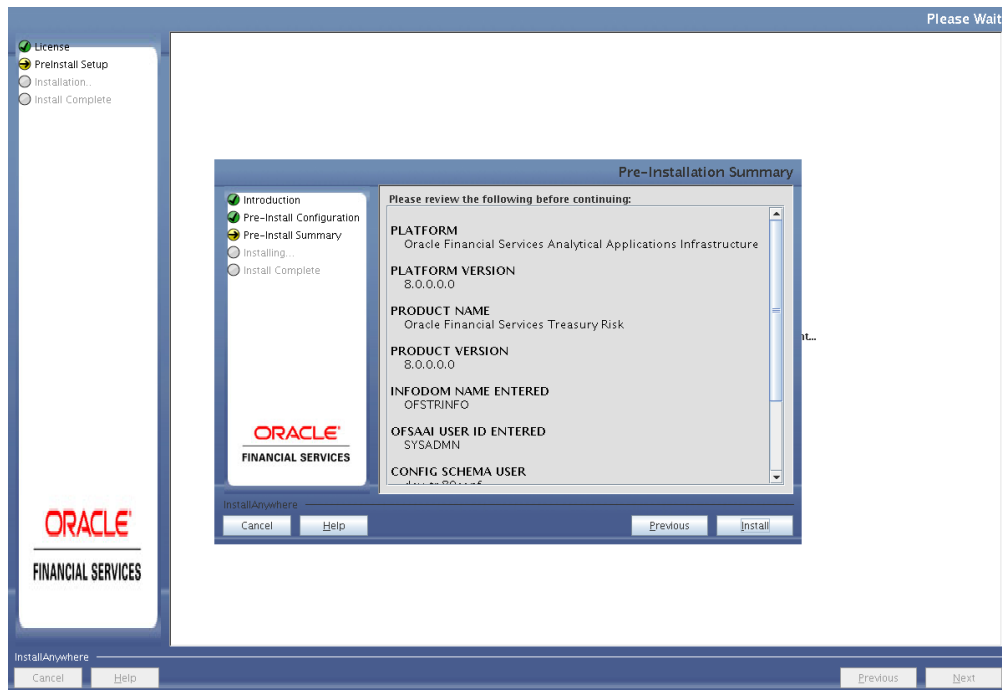 Please Wait
License
PreInstall Setup
Installation..
Install Complete
Pre-Installation Summary
Introduction
Pre-Install Configuration
Pre-Install Summary
Installing...
Install Complete
Please review the following before continuing:
PLATFORM
Oracle Financial Services Analytical Applications Infrastructure
PLATFORM VERSION
8.0.0.0.0
PRODUCT NAME
Oracle Financial Services Treasury Risk
PRODUCT VERSION
8.0.0.0.0
INFODOM NAME ENTERED
OFSTRINFO
OFSAAI USER ID ENTERED
SYSADMN
CONFIG SCHEMA USER
ORACLE
FINANCIAL SERVICES
InstallAnywhere
Cancel
Help
Previous
Install
ORACLE
FINANCIAL SERVICES
InstallAnywhere
Cancel
Help
Previous
Next